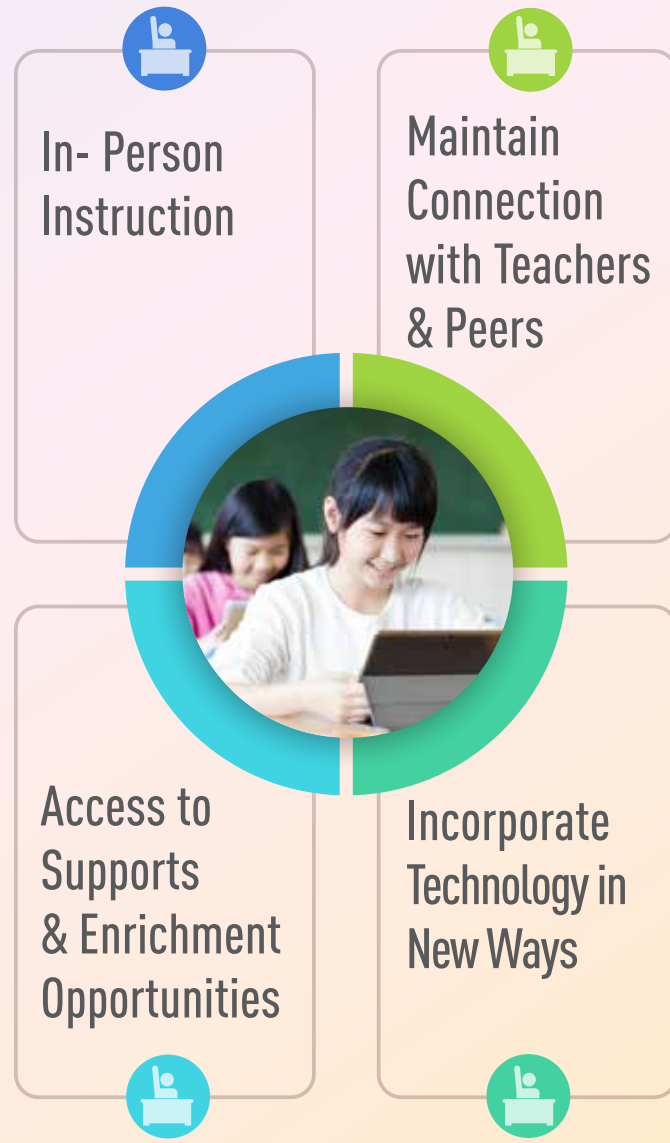 In- Person
Instruction
Maintain
Connection
with Teachers
& Peers
Access to
Supports
& Enrichment
Opportunities
Incorporate
Technology in
New Ways